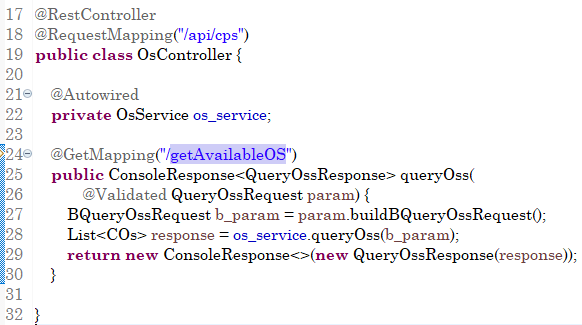 17 @RestController
18 @RequestMapping("/api/cps")
19 public class OsController {
20
21 @Autowired
22 private OsService os_service;
23
24 @GetMapping("/getAvailableOS")
25 public ConsoleResponse<QueryOssResponse> queryOss(
26 @Validated QueryOssRequest param) {
27 BQueryOssRequest b_param = param.buildBQueryOssRequest();
28 List<COs> response = os_service.queryOss(b_param);
29 return new ConsoleResponse<>(new QueryOssResponse(response));
30 }
31
32 }